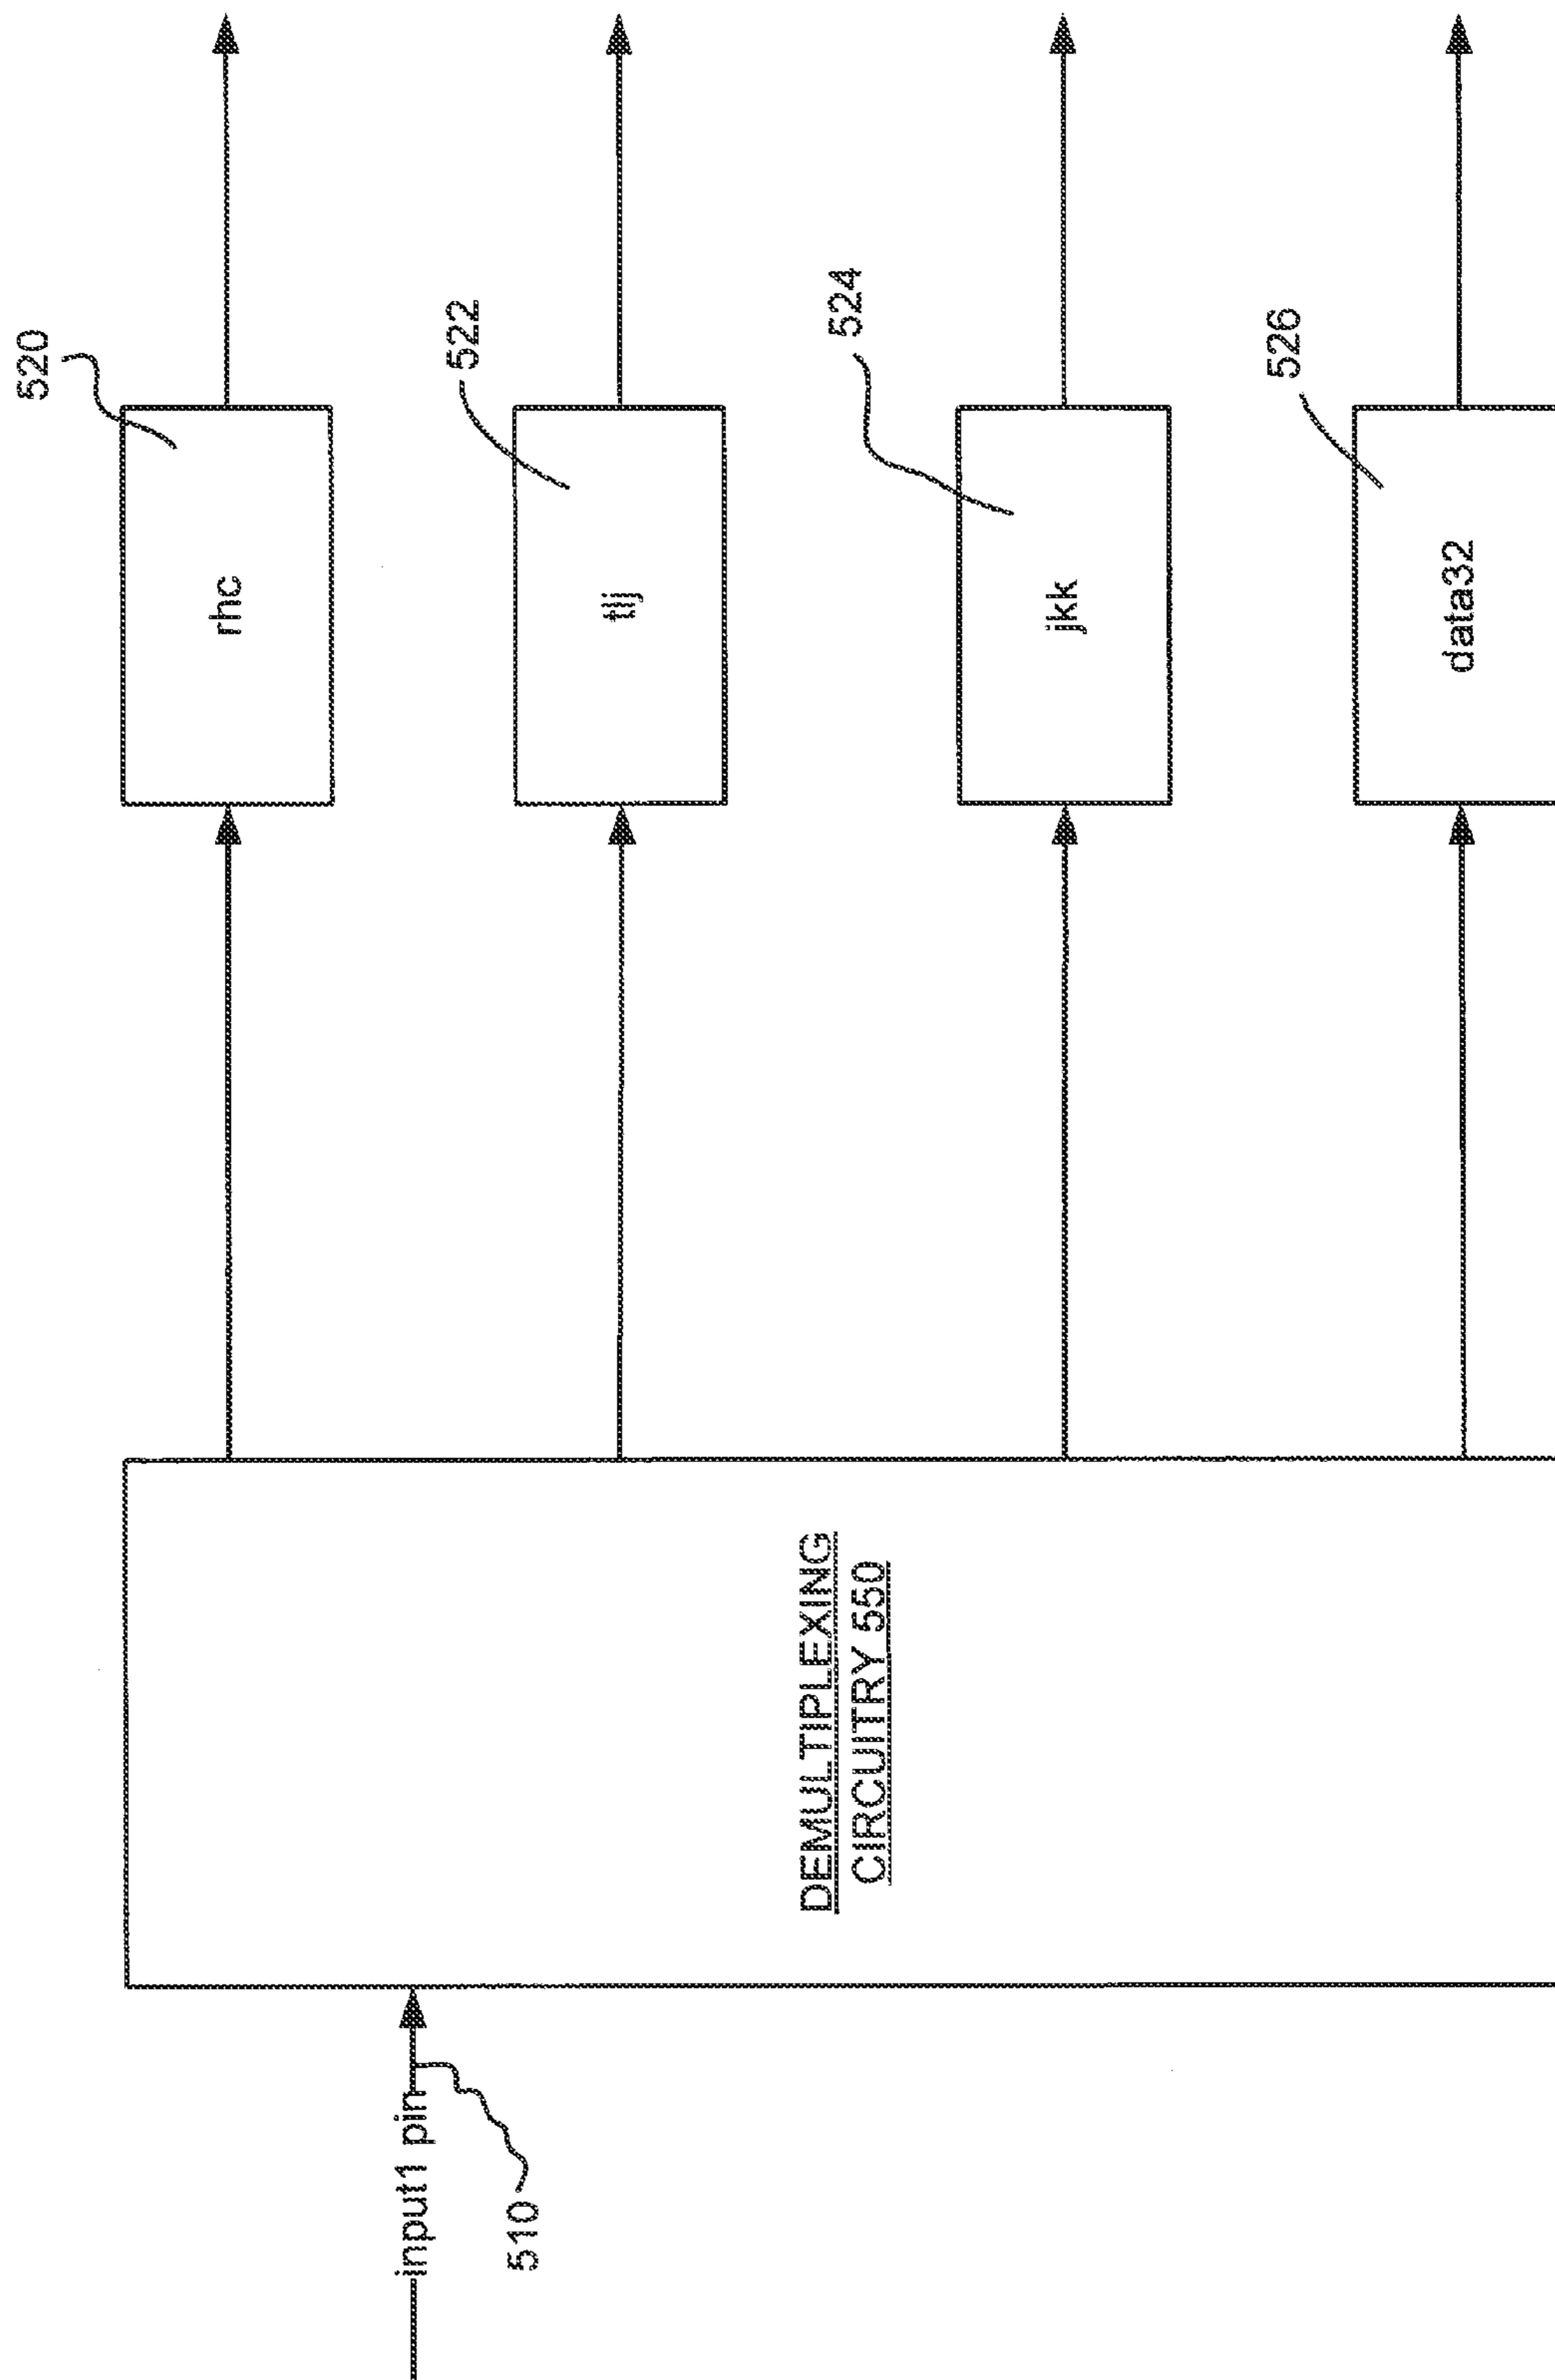 520
rhc
522
tlj
524
jkk
526
data32
DEMULTIPLEXING
CIRCUITRY 550
input1 pin
510